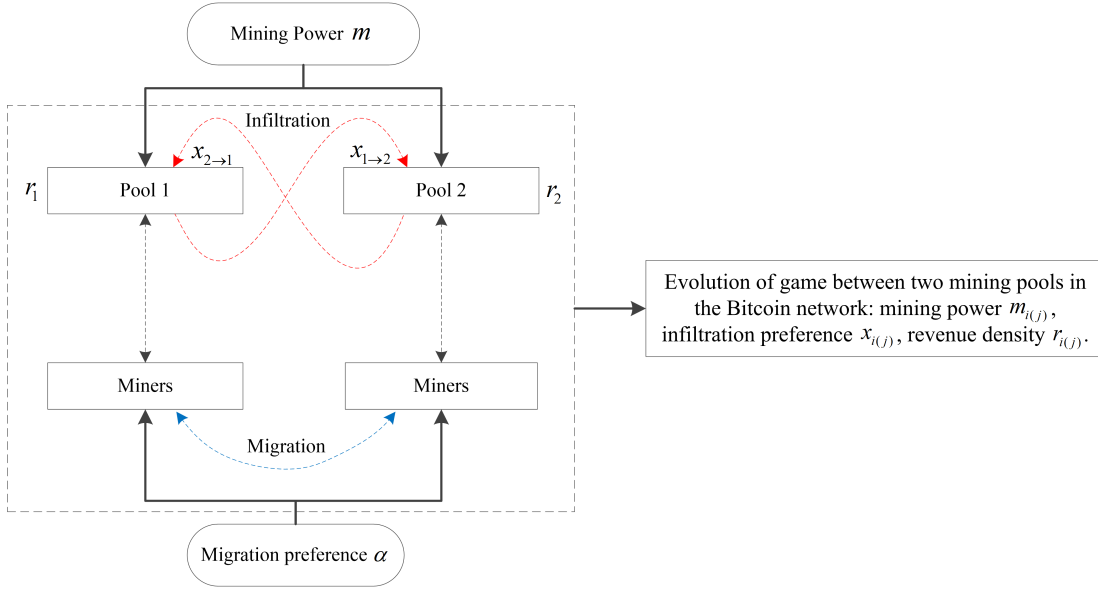 Mining Power m
Infiltration
x2→1
x1→2
r1
Pool 1
Pool 2
r2
Evolution of game between two mining pools in
the Bitcoin network: mining power mi(j),
infiltration preference xi(j), revenue density ri(j).
Miners
Miners
Migration
Migration preference α